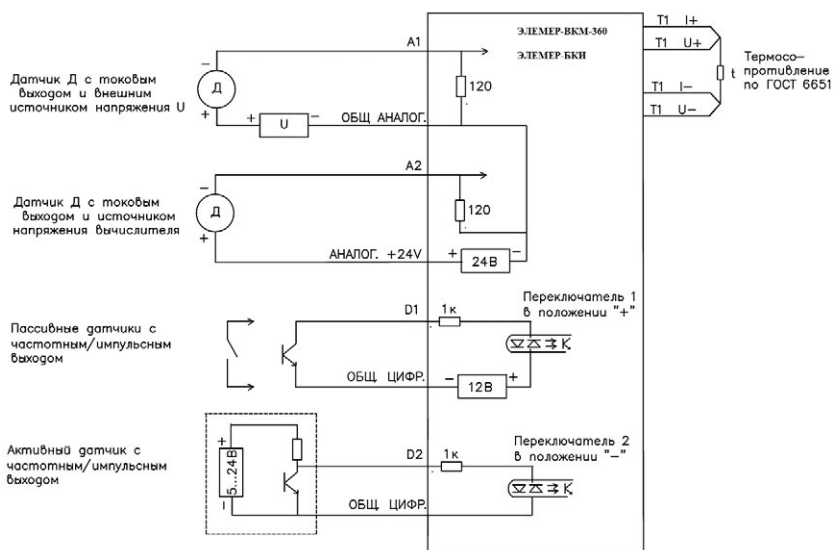 ЭЛЕМЕР-ВКМ-360
ЭЛЕМЕР-БКИ
A1
120
Датчик Д с токовым
выходом и внешним
источником напряжения U
−
Д
+
+ U −
ОБЩ АНАЛОГ.
T1 I+
T1 U+
T1 I−
T1 U−
t
Термосо−
противление
по ГОСТ 6651
A2
120
Датчик Д с токовым
выходом и источником
напряжения вычислителя
−
Д
+
АНАЛОГ. +24V
+ 24В −
D1
1к
Переключатель 1
в положении "+"
Пассивные датчики с
частотным/импульсным
выходом
ОБЩ. ЦИФР.
− 12В +
D2
1к
Переключатель 2
в положении "−"
Активный датчик с
частотным/импульсным
выходом
+
5...24В
−
ОБЩ. ЦИФР.